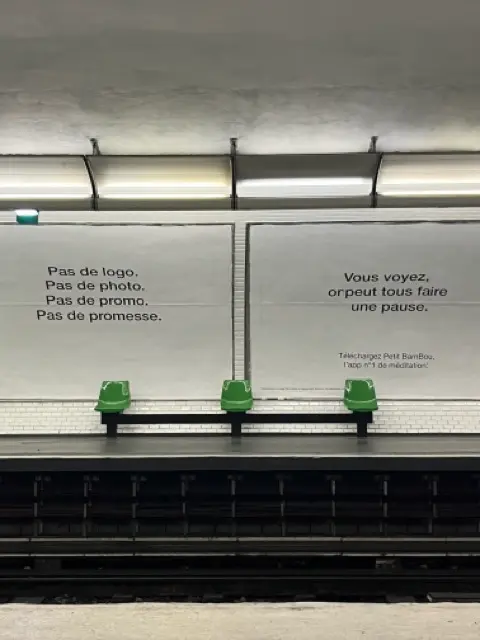 Pas de logo.
Pas de photo.
Pas de promo.
Pas de promesse.
Vous voyez,
on peut tous faire
une pause.
Téléchargez Petit BamBou,
l'app n°1 de méditation!